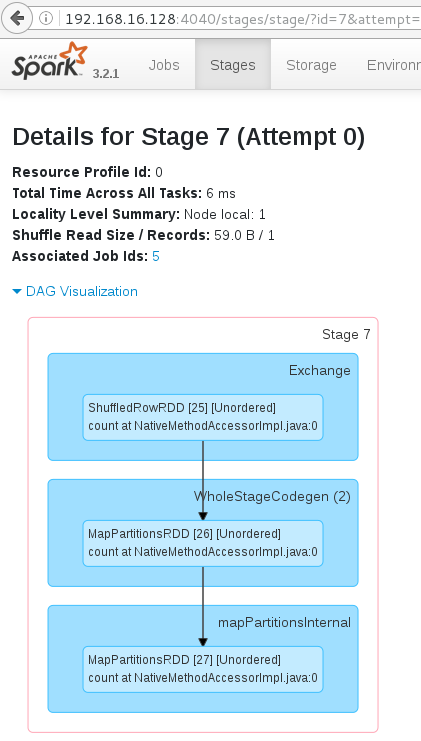 192.168.16.128:4040/stages/stage/?id=7&attempt=
APACHE
Spark 3.2.1 Jobs Stages Storage Environm
Details for Stage 7 (Attempt 0)
Resource Profile Id: 0
Total Time Across All Tasks: 6 ms
Locality Level Summary: Node local: 1
Shuffle Read Size / Records: 59.0 B / 1
Associated Job Ids: 5
DAG Visualization
Stage 7
Exchange
ShuffledRowRDD [25] [Unordered]
count at NativeMethodAccessorImpl.java:0
WholeStageCodegen (2)
MapPartitionsRDD [26] [Unordered]
count at NativeMethodAccessorImpl.java:0
mapPartitionsInternal
MapPartitionsRDD [27] [Unordered]
count at NativeMethodAccessorImpl.java:0